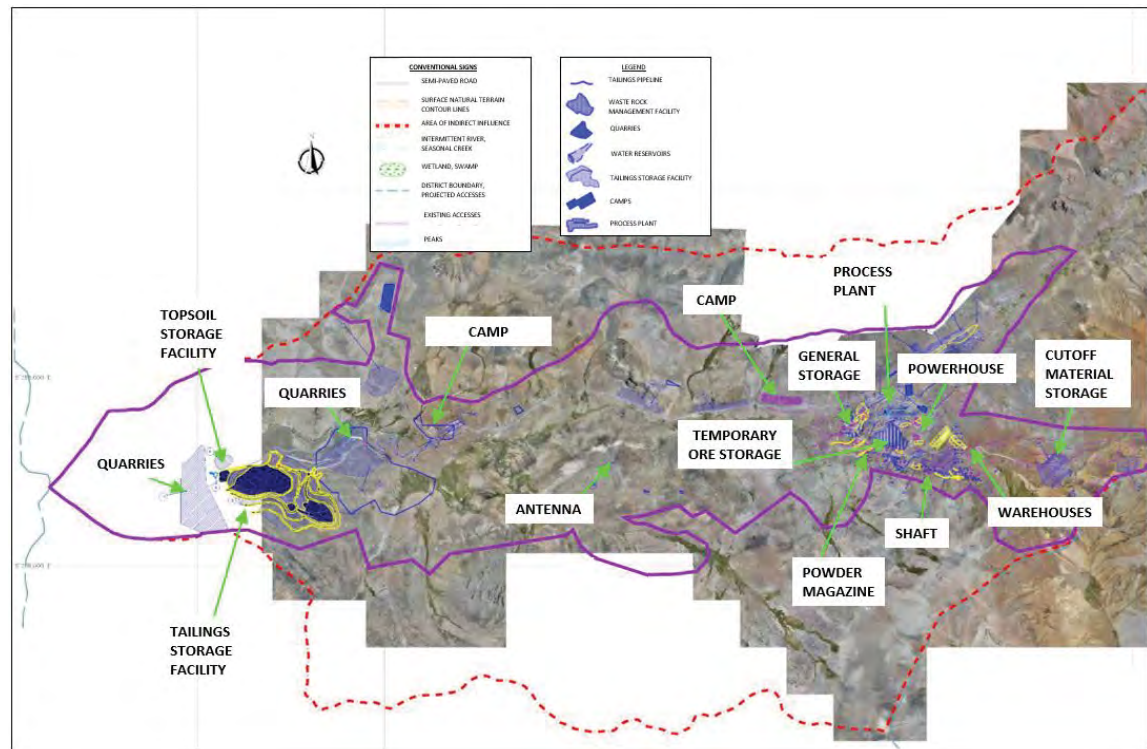 CONVENTIONAL SIGNS
SEMI-PAVED ROAD
SURFACE NATURAL TERRAIN
CONTOUR LINES
AREA OF INDIRECT INFLUENCE
INTERMITTENT RIVER,
SEASONAL CREEK
WETLAND, SWAMP
DISTRICT BOUNDARY,
PROJECTED ACCESSES
EXISTING ACCESSES
PEAKS
LEGEND
TAILINGS PIPELINE
WASTE ROCK
MANAGEMENT FACILITY
QUARRIES
WATER RESERVOIRS
TAILINGS STORAGE FACILITY
CAMPS
PROCESS PLANT
N
TOPSOIL
STORAGE
FACILITY
CAMP
QUARRIES
QUARRIES
TAILINGS
STORAGE
FACILITY
ANTENNA
CAMP
PROCESS
PLANT
GENERAL
STORAGE
POWERHOUSE
CUTOFF
MATERIAL
STORAGE
TEMPORARY
ORE STORAGE
WAREHOUSES
SHAFT
POWDER
MAGAZINE